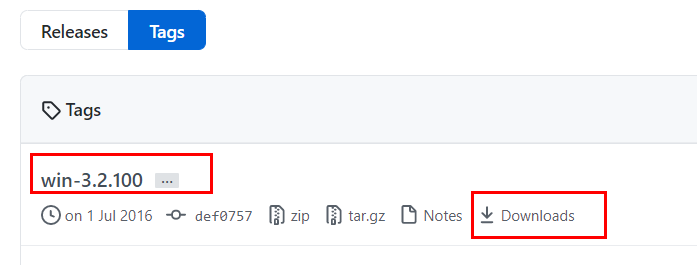 Releases Tags
Tags
win-3.2.100 ...
on 1 Jul 2016 def0757 zip tar.gz Notes Downloads